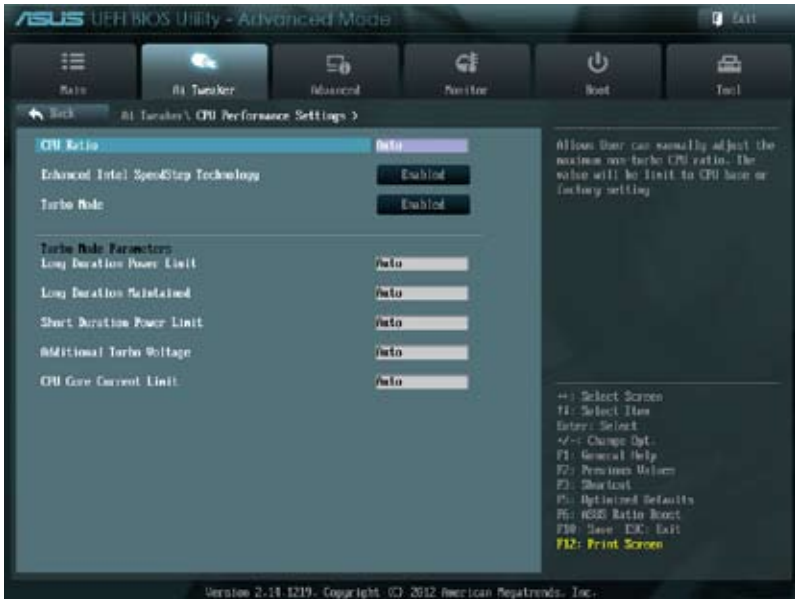 ASUS UEFI BIOS Utility - Advanced Mode
Exit
Main
Ai Tweaker
Advanced
Monitor
Boot
Tool
Back
Ai Tweaker\ CPU Performance Settings >
CPU Ratio Auto
Enhanced Intel SpeedStep Technology Enabled
Turbo Mode Enabled
Turbo Mode Parameters
Long Duration Power Limit Auto
Long Duration Maintained Auto
Short Duration Power Limit Auto
Additional Turbo Voltage Auto
CPU Core Current Limit Auto
Allows User can manually adjust the
maximum non-turbo CPU ratio. The
value will be limit to CPU base or
factory setting
→←: Select Screen
↑↓: Select Item
Enter: Select
+/-: Change Opt.
F1: General Help
F2: Previous Values
F3: Shortcut
F5: Optimized Defaults
F6: ASUS Ratio Boost
F10: Save ESC: Exit
F12: Print Screen
Version 2.10.1219. Copyright (C) 2012 American Megatrends, Inc.